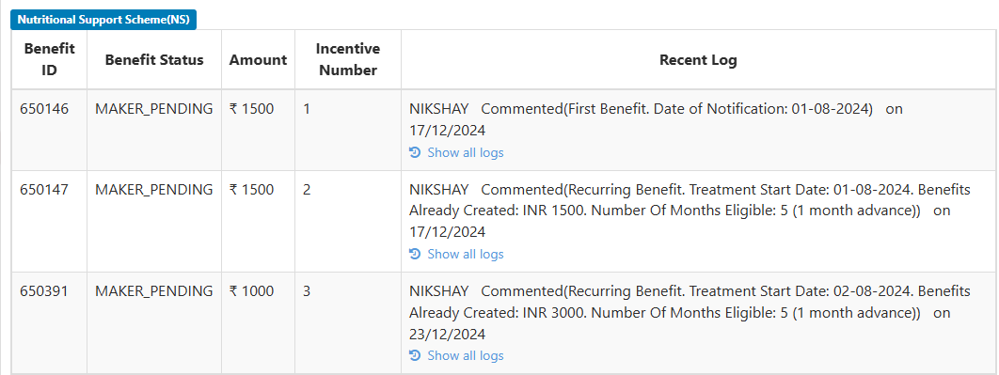 Nutritional Support Scheme(NS)
Benefit ID Benefit Status Amount Incentive Number Recent Log
650146 MAKER_PENDING ₹ 1500 1 NIKSHAY Commented(First Benefit. Date of Notification: 01-08-2024) on
17/12/2024
Show all logs
650147 MAKER_PENDING ₹ 1500 2 NIKSHAY Commented(Recurring Benefit. Treatment Start Date: 01-08-2024. Benefits
Already Created: INR 1500. Number Of Months Eligible: 5 (1 month advance)) on
17/12/2024
Show all logs
650391 MAKER_PENDING ₹ 1000 3 NIKSHAY Commented(Recurring Benefit. Treatment Start Date: 02-08-2024. Benefits
Already Created: INR 3000. Number Of Months Eligible: 5 (1 month advance)) on
23/12/2024
Show all logs